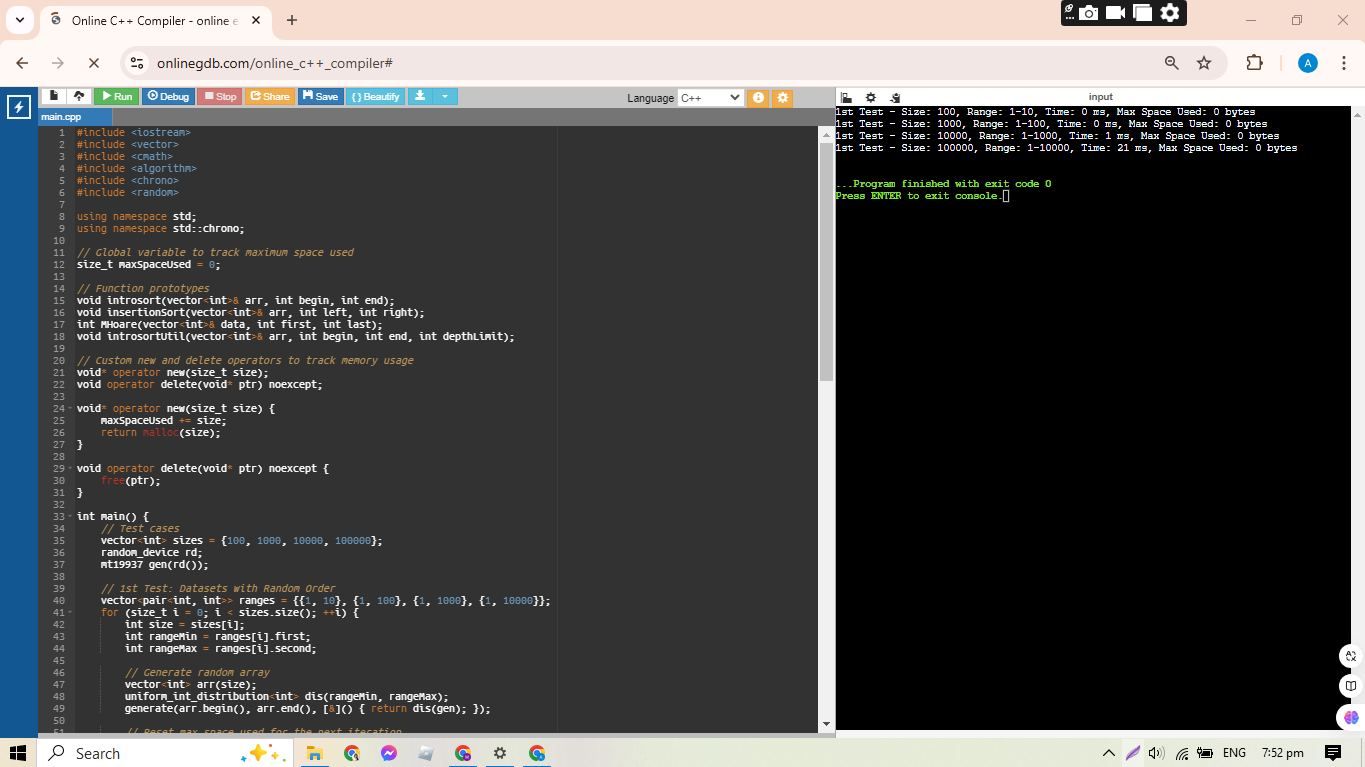 Online C++ Compiler - online e
onlinegdb.com/online_c++_compiler#
A
Run
Debug
Stop
Share
Save
{ } Beautify
Language
C++
main.cpp
input
1 #include <iostream>
2 #include <vector>
3 #include <cmath>
4 #include <algorithm>
5 #include <chrono>
6 #include <random>
7
8 using namespace std;
9 using namespace std::chrono;
10
11 // Global variable to track maximum space used
12 size_t maxSpaceUsed = 0;
13
14 // Function prototypes
15 void introsort(vector<int>& arr, int begin, int end);
16 void insertionSort(vector<int>& arr, int left, int right);
17 int MHoare(vector<int>& data, int first, int last);
18 void introsortUtil(vector<int>& arr, int begin, int end, int depthLimit);
19
20 // Custom new and delete operators to track memory usage
21 void* operator new(size_t size);
22 void operator delete(void* ptr) noexcept;
23
24 void* operator new(size_t size) {
25     maxSpaceUsed += size;
26     return malloc(size);
27 }
28
29 void operator delete(void* ptr) noexcept {
30     free(ptr);
31 }
32
33 int main() {
34     // Test cases
35     vector<int> sizes = {100, 1000, 10000, 100000};
36     random_device rd;
37     mt19937 gen(rd());
38
39     // 1st Test: Datasets with Random Order
40     vector<pair<int, int>> ranges = {{1, 10}, {1, 100}, {1, 1000}, {1, 10000}};
41     for (size_t i = 0; i < sizes.size(); ++i) {
42         int size = sizes[i];
43         int rangeMin = ranges[i].first;
44         int rangeMax = ranges[i].second;
45
46         // Generate random array
47         vector<int> arr(size);
48         uniform_int_distribution<int> dis(rangeMin, rangeMax);
49         generate(arr.begin(), arr.end(), [&]() { return dis(gen); });
50
51         // Reset max space used for the next iteration
1st Test - Size: 100, Range: 1-10, Time: 0 ms, Max Space Used: 0 bytes
1st Test - Size: 1000, Range: 1-100, Time: 0 ms, Max Space Used: 0 bytes
1st Test - Size: 10000, Range: 1-1000, Time: 1 ms, Max Space Used: 0 bytes
1st Test - Size: 100000, Range: 1-10000, Time: 21 ms, Max Space Used: 0 bytes
...Program finished with exit code 0
Press ENTER to exit console.
Search
ENG
7:52 pm